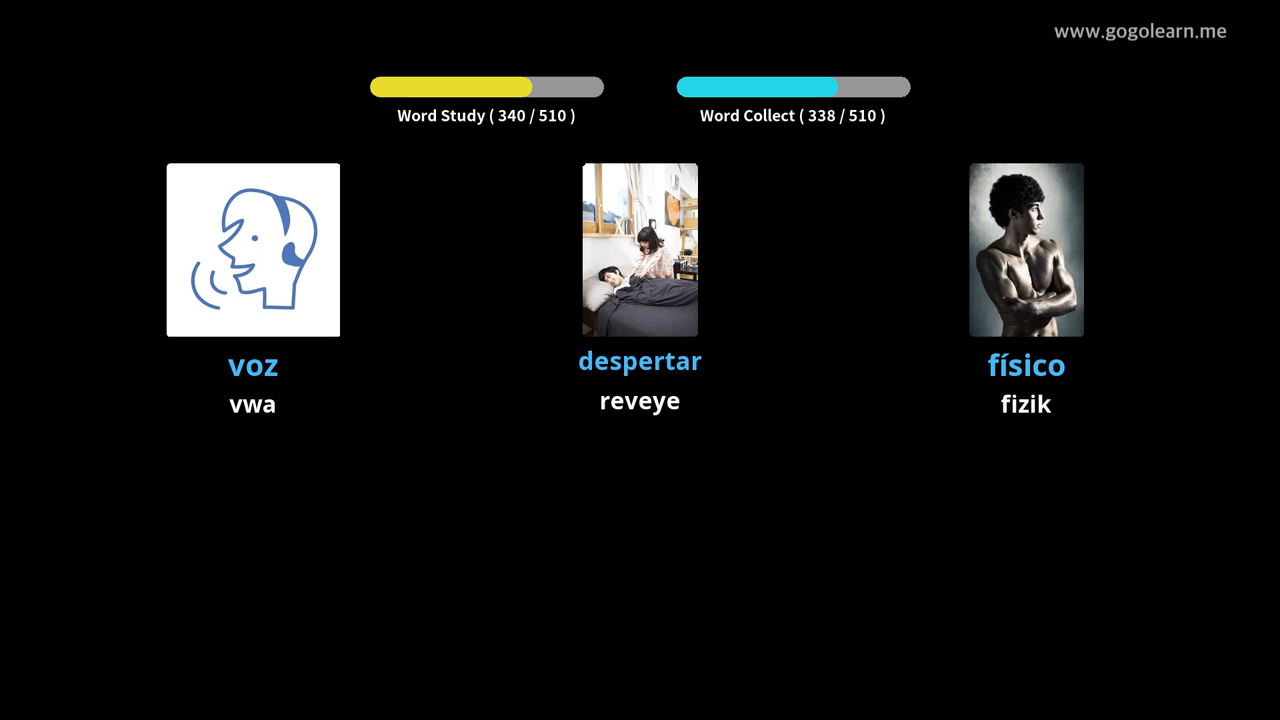 www.gogolearn.me
Word Study ( 340 / 510 )
Word Collect ( 338 / 510 )
voz
vwa
despertar
reveye
físico
fizik